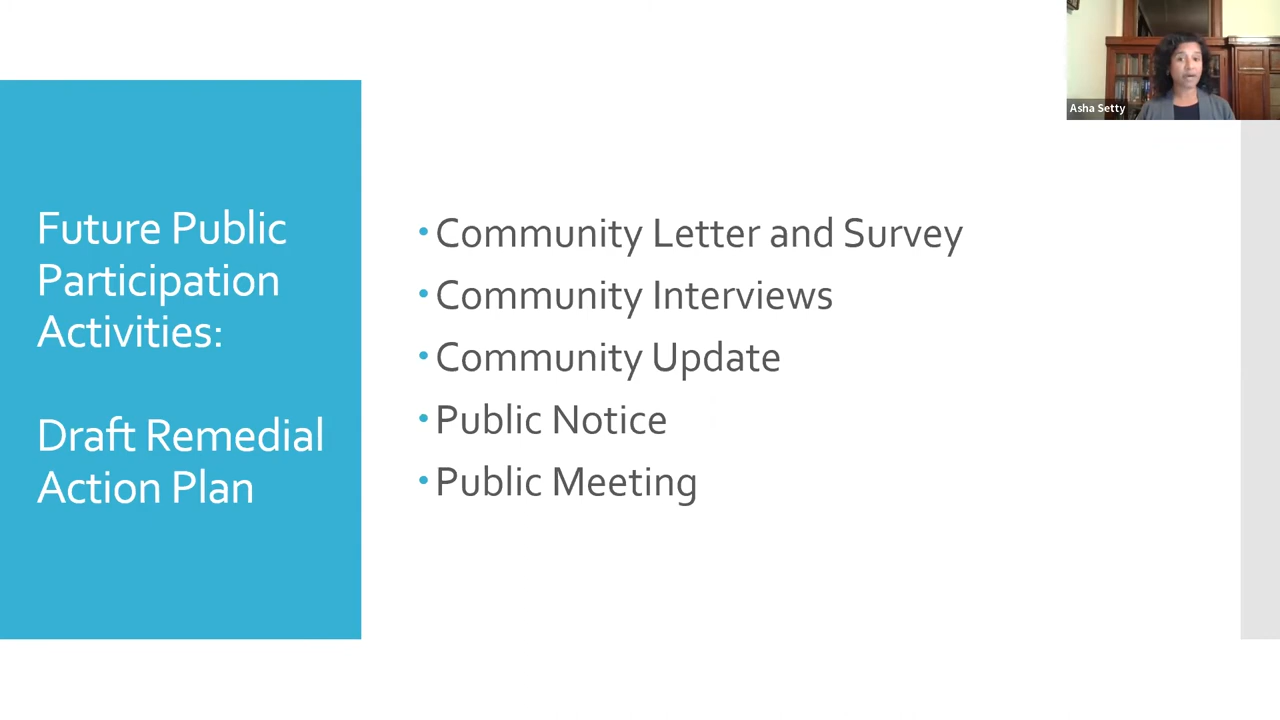 Asha Setty
Future Public
Participation
Activities:
Draft Remedial
Action Plan
• Community Letter and Survey
• Community Interviews
• Community Update
• Public Notice
• Public Meeting